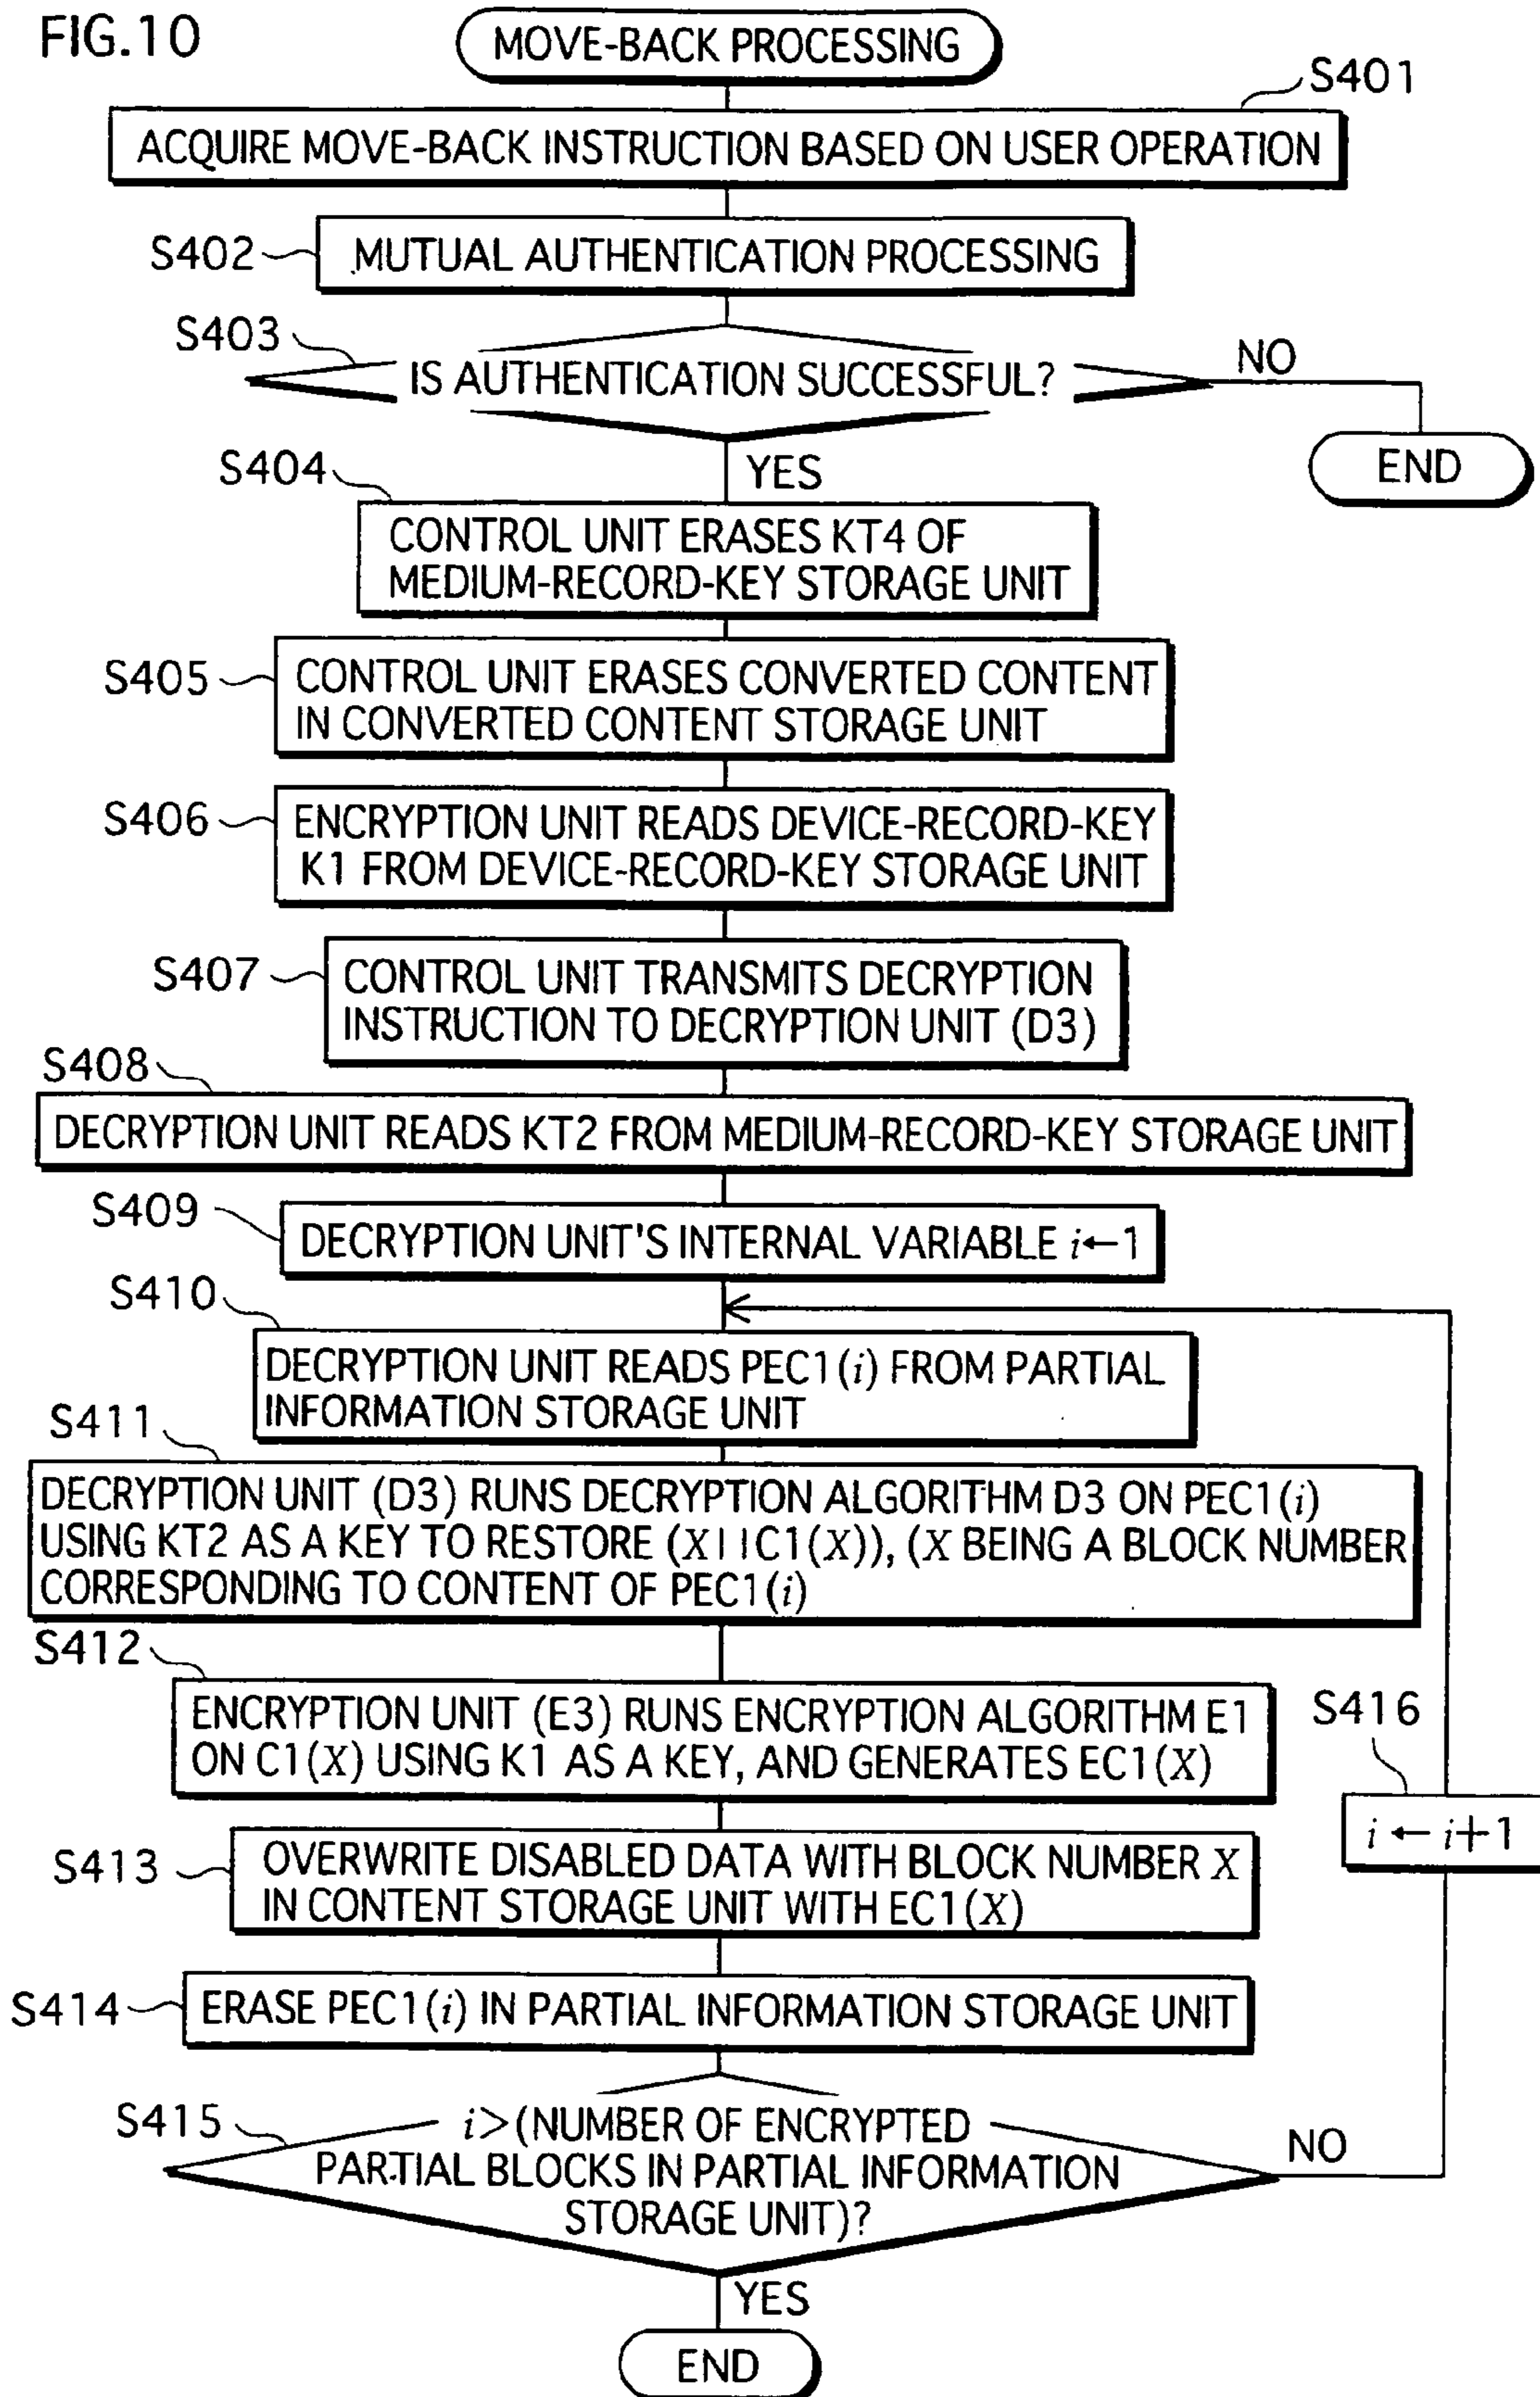 FIG.10
MOVE-BACK PROCESSING
S401
ACQUIRE MOVE-BACK INSTRUCTION BASED ON USER OPERATION
S402
MUTUAL AUTHENTICATION PROCESSING
S403
IS AUTHENTICATION SUCCESSFUL?
NO
END
YES
S404
CONTROL UNIT ERASES KT4 OF
MEDIUM-RECORD-KEY STORAGE UNIT
S405
CONTROL UNIT ERASES CONVERTED CONTENT
IN CONVERTED CONTENT STORAGE UNIT
S406
ENCRYPTION UNIT READS DEVICE-RECORD-KEY
K1 FROM DEVICE-RECORD-KEY STORAGE UNIT
S407
CONTROL UNIT TRANSMITS DECRYPTION
INSTRUCTION TO DECRYPTION UNIT (D3)
S408
DECRYPTION UNIT READS KT2 FROM MEDIUM-RECORD-KEY STORAGE UNIT
S409
DECRYPTION UNIT'S INTERNAL VARIABLE i←1
S410
DECRYPTION UNIT READS PEC1(i) FROM PARTIAL
INFORMATION STORAGE UNIT
S411
DECRYPTION UNIT (D3) RUNS DECRYPTION ALGORITHM D3 ON PEC1(i)
USING KT2 AS A KEY TO RESTORE (X||C1(X)), (X BEING A BLOCK NUMBER
CORRESPONDING TO CONTENT OF PEC1(i)
S412
ENCRYPTION UNIT (E3) RUNS ENCRYPTION ALGORITHM E1
ON C1(X) USING K1 AS A KEY, AND GENERATES EC1(X)
S416
i←i+1
S413
OVERWRITE DISABLED DATA WITH BLOCK NUMBER X
IN CONTENT STORAGE UNIT WITH EC1(X)
S414
ERASE PEC1(i) IN PARTIAL INFORMATION STORAGE UNIT
S415
i>(NUMBER OF ENCRYPTED
PARTIAL BLOCKS IN PARTIAL INFORMATION
STORAGE UNIT)?
NO
YES
END